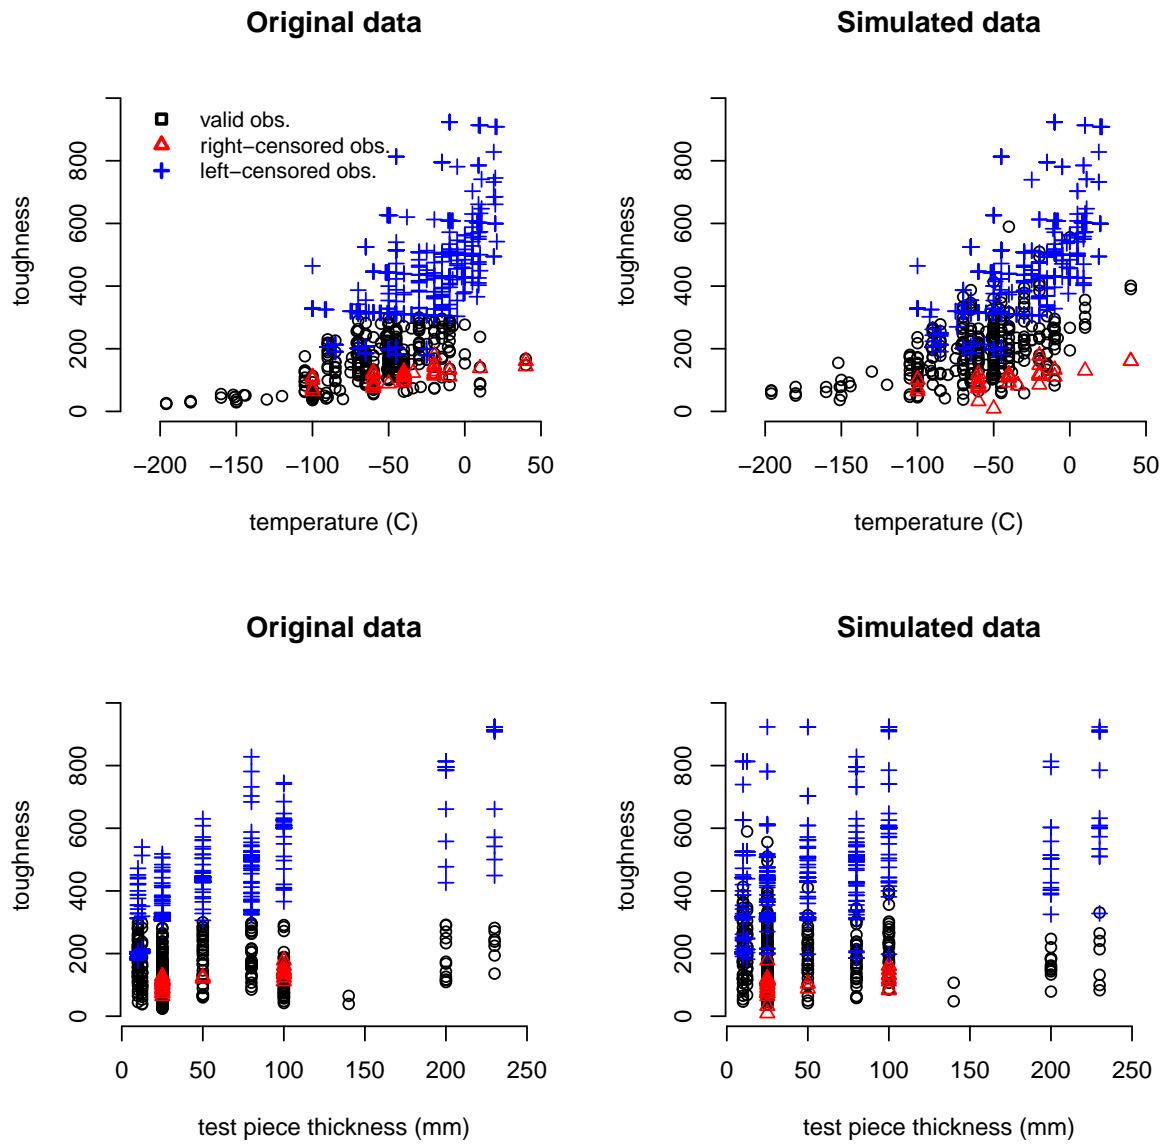 Original data
Simulated data
valid obs.
right−censored obs.
left−censored obs.
toughness
0 200 400 600 800
−200 −150 −100 −50 0 50
temperature (C)
toughness
0 200 400 600 800
−200 −150 −100 −50 0 50
temperature (C)
Original data
Simulated data
toughness
0 200 400 600 800
0 50 100 150 200 250
test piece thickness (mm)
toughness
0 200 400 600 800
0 50 100 150 200 250
test piece thickness (mm)